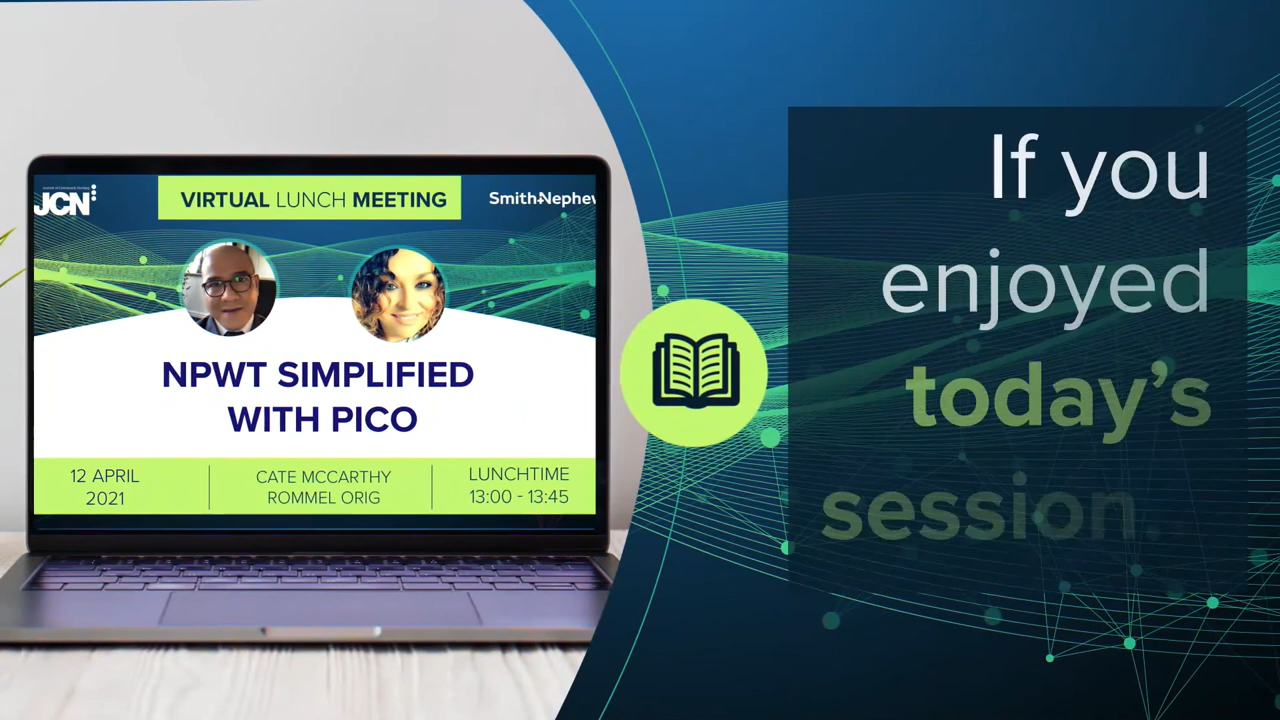 JCN
VIRTUAL LUNCH MEETING
Smith+Nephew
NPWT SIMPLIFIED
WITH PICO
12 APRIL
2021
CATE MCCARTHY
ROMMEL ORIG
LUNCHTIME
13:00 - 13:45
If you
enjoyed
today’s
session.